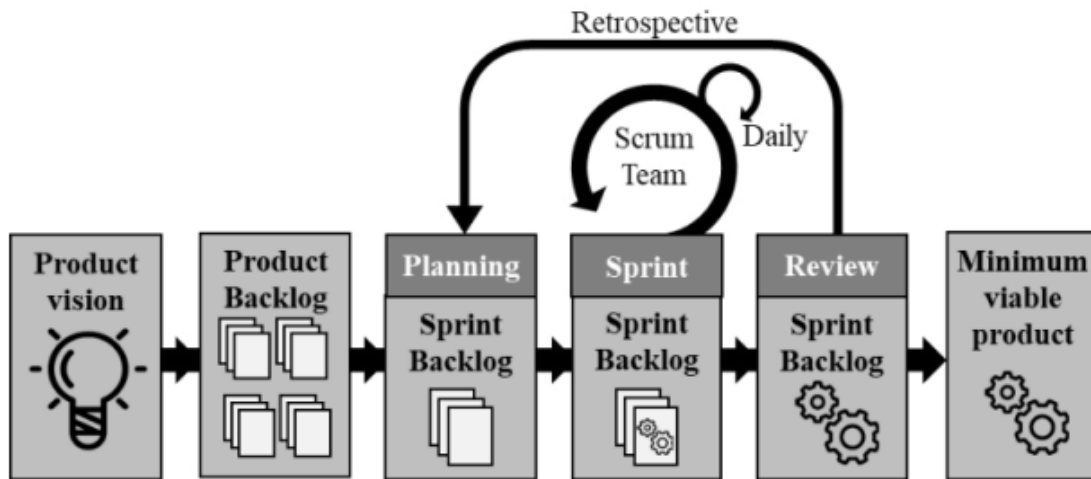 Retrospective
Scrum
Team
Daily
Product
vision
Product
Backlog
Planning
Sprint
Backlog
Sprint
Sprint
Backlog
Review
Sprint
Backlog
Minimum
viable
product